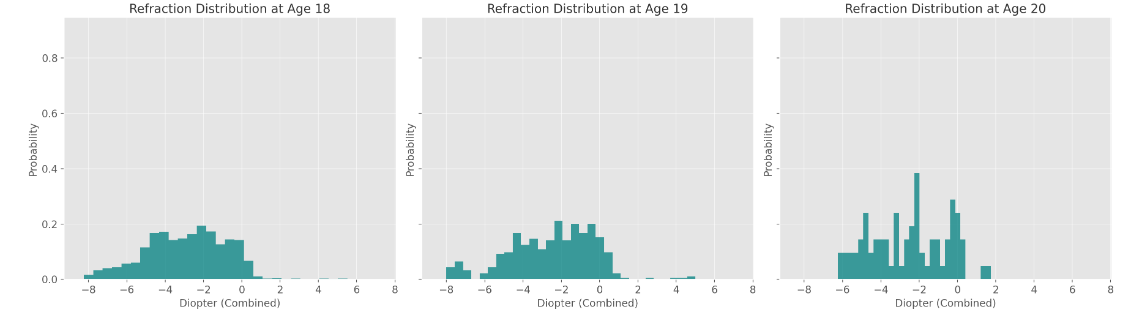 Refraction Distribution at Age 18
Refraction Distribution at Age 19
Refraction Distribution at Age 20
Probability
0.8
0.6
0.4
0.2
0.0
−8 −6 −4 −2 0 2 4 6 8
Diopter (Combined)
Probability
−8 −6 −4 −2 0 2 4 6 8
Diopter (Combined)
Probability
−8 −6 −4 −2 0 2 4 6 8
Diopter (Combined)